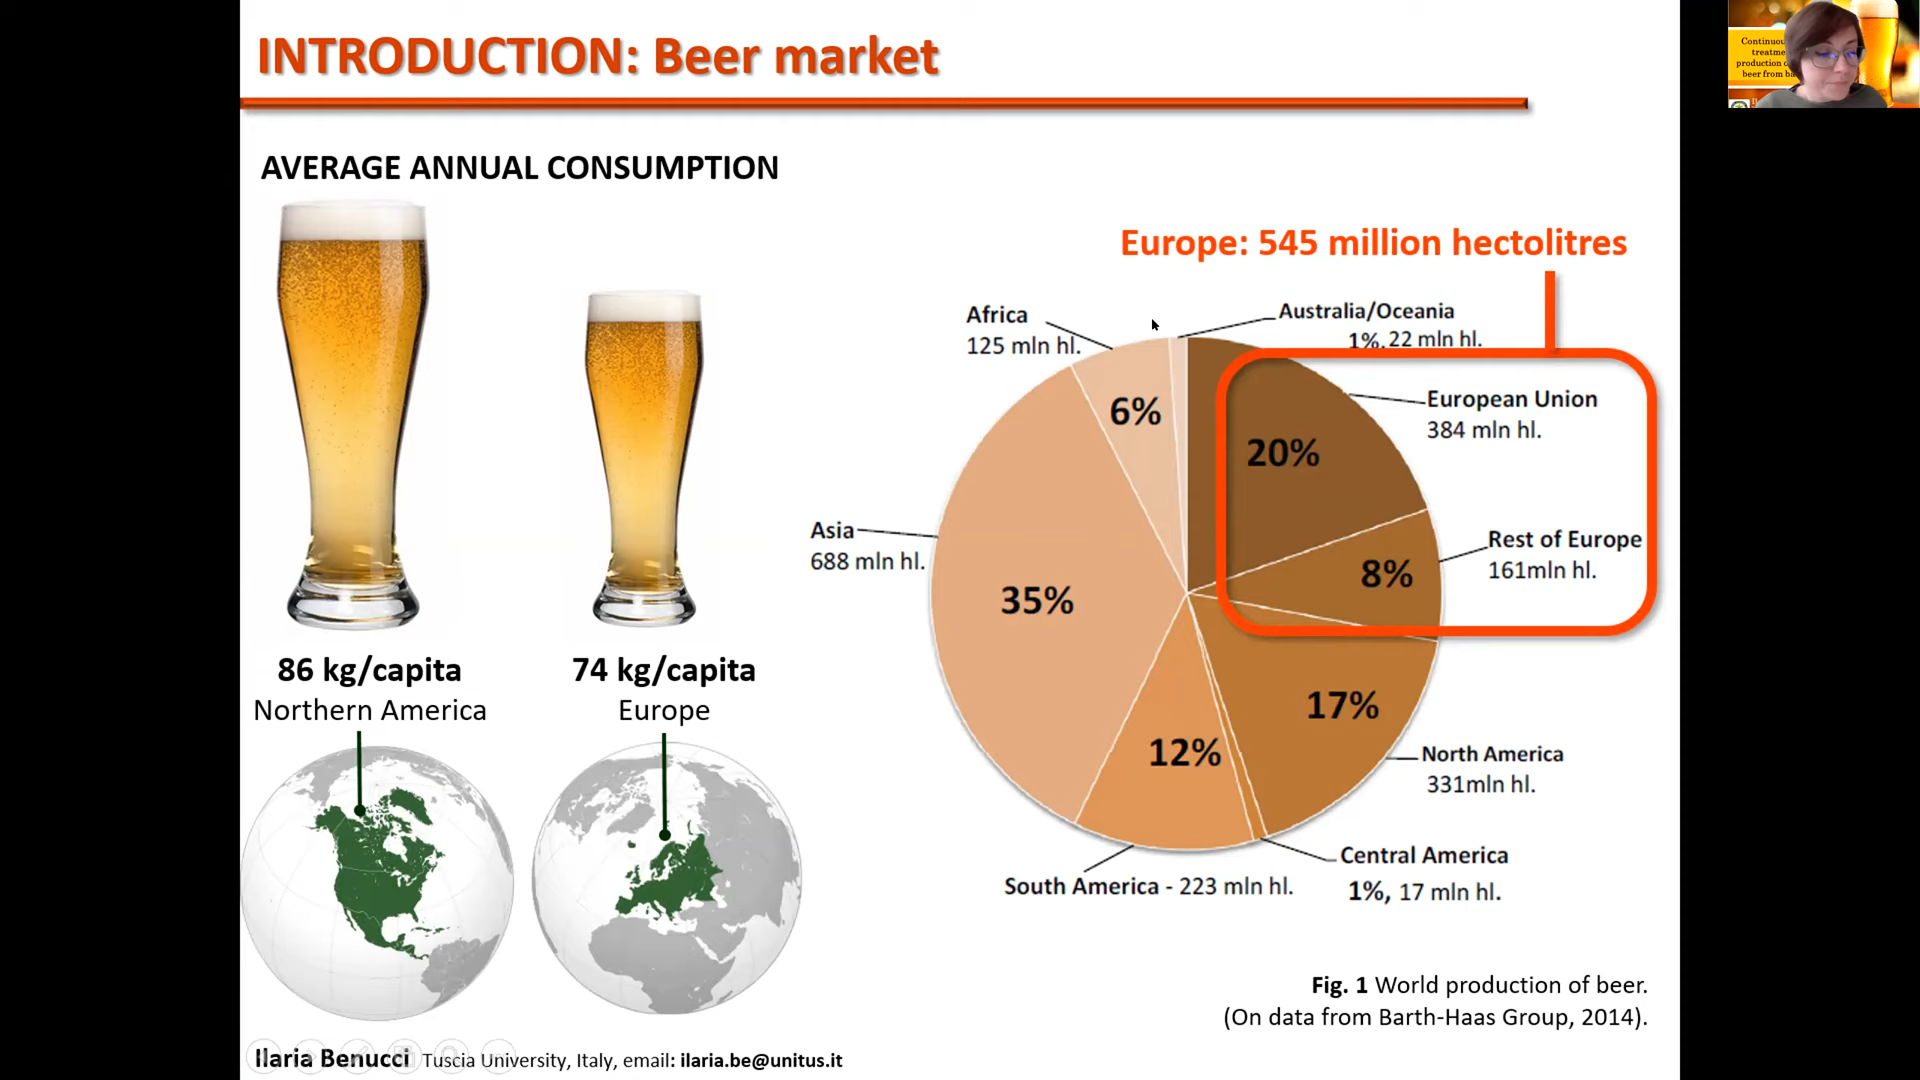 INTRODUCTION: Beer market
AVERAGE ANNUAL CONSUMPTION
86 kg/capita
Northern America
74 kg/capita
Europe
Europe: 545 million hectolitres
Africa
125 mln hl.
Australia/Oceania
1%, 22 mln hl.
European Union
384 mln hl.
6%
20%
Rest of Europe
161mln hl.
8%
Asia
688 mln hl.
35%
17%
12%
North America
331mln hl.
Central America
1%, 17 mln hl.
South America - 223 mln hl.
Fig. 1 World production of beer.
(On data from Barth-Haas Group, 2014).
Ilaria Benucci Tuscia University, Italy, email: ilaria.be@unitus.it
production
beer from